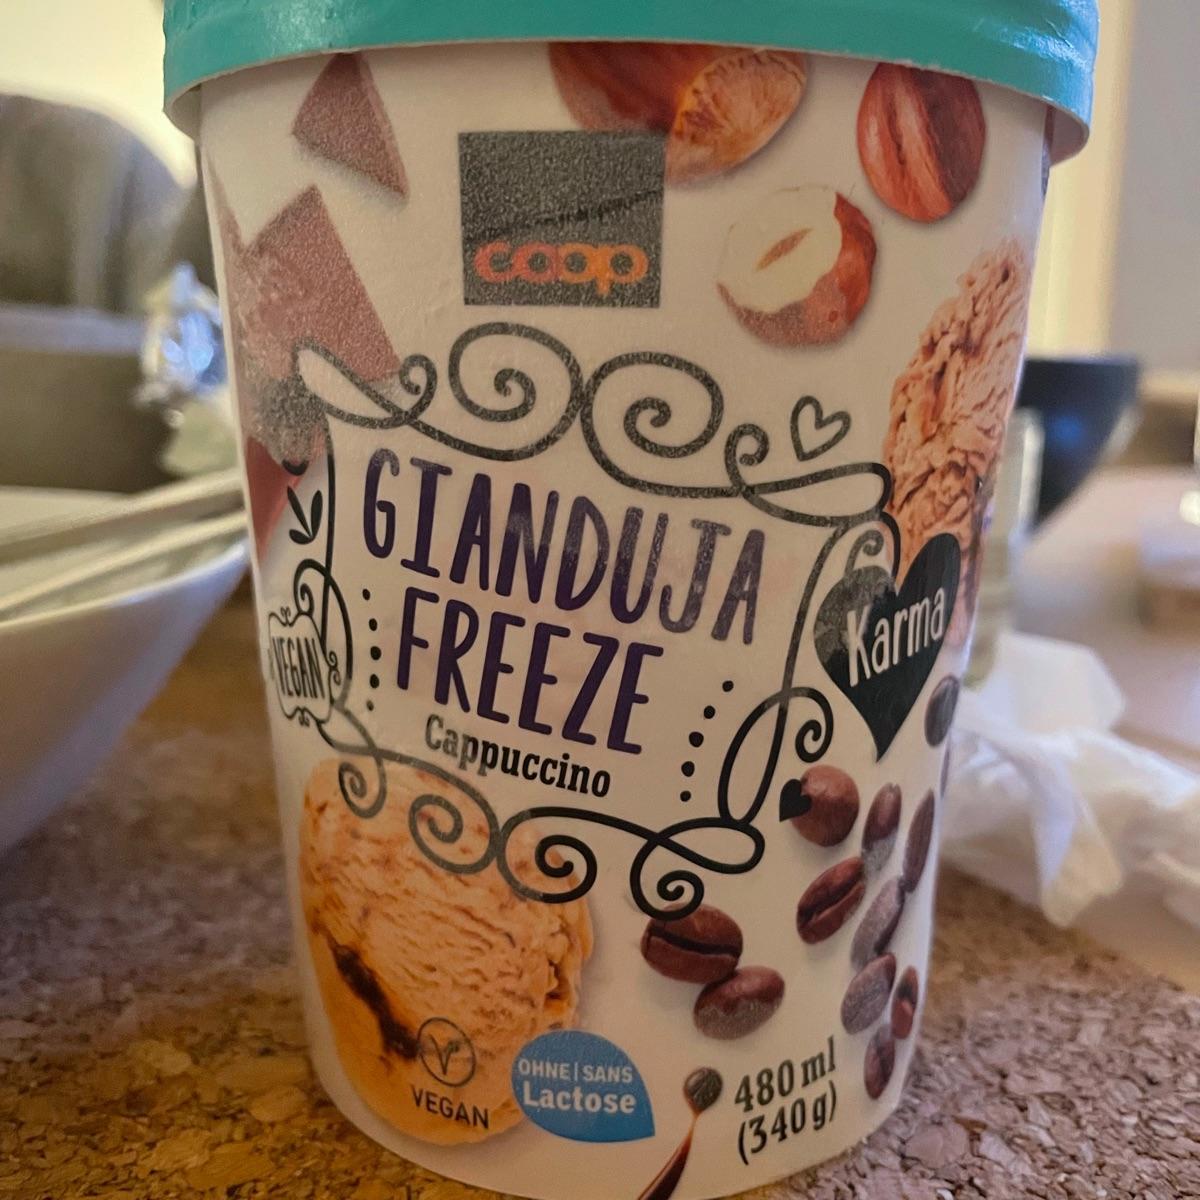 coop
GIANDUJA
FREEZE
Cappuccino
VEGAN
Karma
VEGAN
OHNE | SANS
Lactose
480 ml
(340 g)